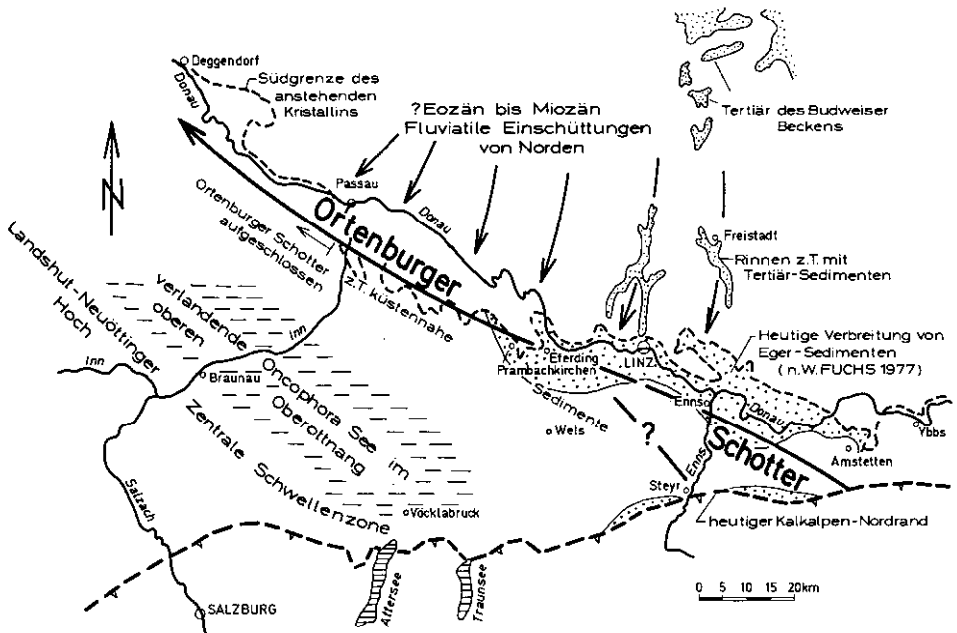 Deggendorf
Donau
Südgrenze des
anstehenden
Kristallins
?Eozän bis Miozän
Fluviatile Einschüttungen
von Norden
Tertiär des Budweiser
Beckens
N
Passau
Donau
Ortenburger Schotter
aufgeschlossen
Ortenburger
Schotter
Freistadt
Rinnen z.T. mit
Tertiär-Sedimenten
Landshut-Neuöttinger
Hoch
verlandende
oberen
Oncophora See im
Oberottnang
z.T. küstennahe
Sedimente
Inn
Inn
Braunau
Zentrale Schwellenzone
Eferding
Prambachkirchen
LINZ
Heutige Verbreitung von
Eger-Sedimenten
(n.W. FUCHS 1977)
Wels
?
Enns
Donau
Enns
Ybbs
Amstetten
Steyr
heutiger Kalkalpen-Nordrand
Vöcklabruck
Salzach
SALZBURG
Attersee
Traunsee
0 5 10 15 20km